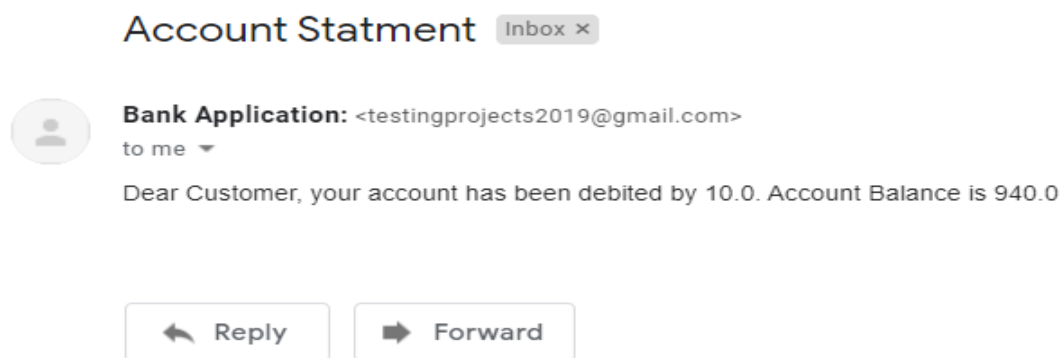 Account Statment Inbox ×
Bank Application: <testingprojects2019@gmail.com>
to me
Dear Customer, your account has been debited by 10.0. Account Balance is 940.0
Reply Forward